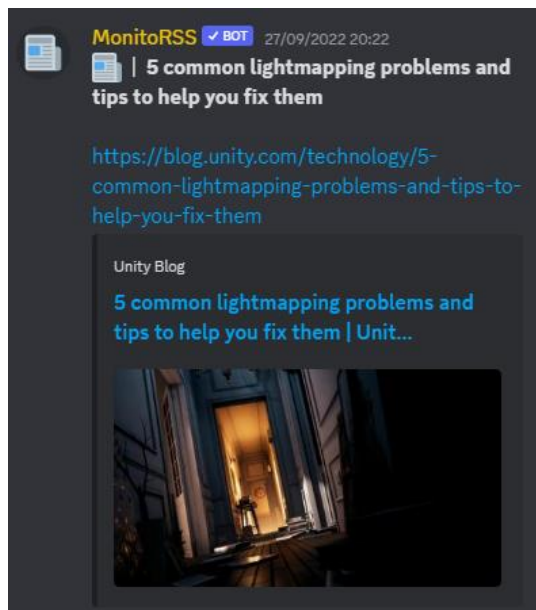 MonitoRSS ✓ BOT 27/09/2022 20:22
| 5 common lightmapping problems and
tips to help you fix them
https://blog.unity.com/technology/5-
common-lightmapping-problems-and-tips-to-
help-you-fix-them
Unity Blog
5 common lightmapping problems and
tips to help you fix them | Unit...